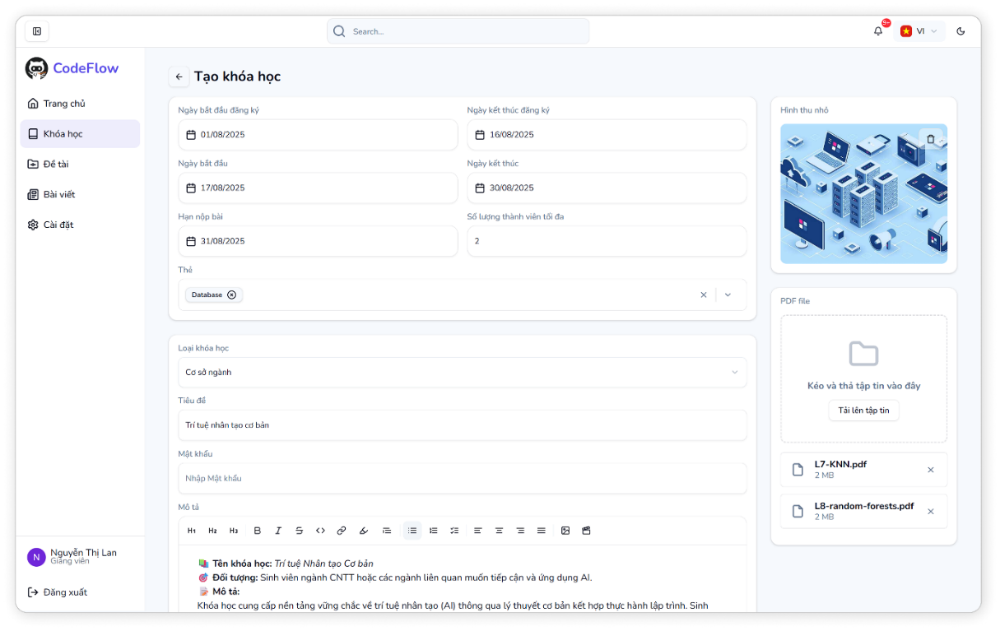 Search...
9+
VI
CodeFlow
Trang chủ
Khóa học
Đề tài
Bài viết
Cài đặt
Nguyễn Thị Lan
Giảng viên
N
Đăng xuất
Tạo khóa học
Ngày bắt đầu đăng ký
Ngày kết thúc đăng ký
01/08/2025
16/08/2025
Ngày bắt đầu
Ngày kết thúc
17/08/2025
30/08/2025
Hạn nộp bài
Số lượng thành viên tối đa
31/08/2025
2
Thẻ
Database
Loại khóa học
Cơ sở ngành
Tiêu đề
Trí tuệ nhân tạo cơ bản
Mật khẩu
Nhập Mật khẩu
Mô tả
H1 H2 H3 B I S
📚 Tên khóa học: Trí tuệ Nhân tạo Cơ bản
🎯 Đối tượng: Sinh viên ngành CNTT hoặc các ngành liên quan muốn tiếp cận và ứng dụng AI.
📝 Mô tả:
Khóa học cung cấp nền tảng vững chắc về trí tuệ nhân tạo (AI) thông qua lý thuyết cơ bản kết hợp thực hành lập trình. Sinh
Hình thu nhỏ
PDF file
Kéo và thả tập tin vào đây
Tải lên tập tin
L7-KNN.pdf
2 MB
L8-random-forests.pdf
2 MB